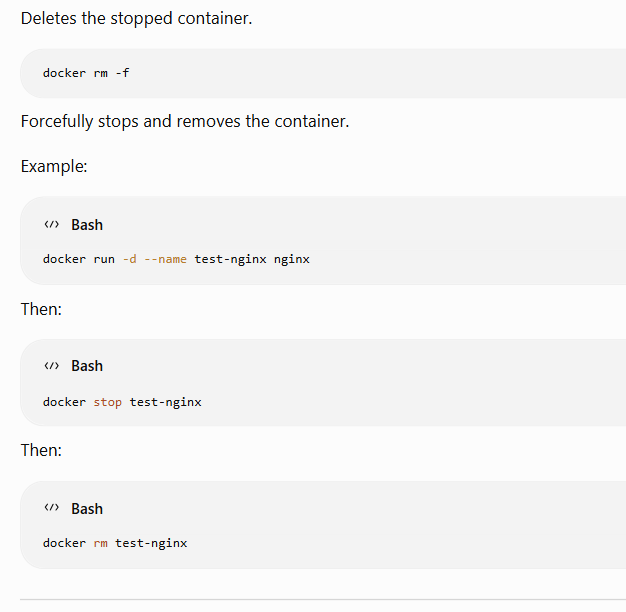 Deletes the stopped container.
docker rm -f
Forcefully stops and removes the container.
Example:
</> Bash
docker run -d --name test-nginx nginx
Then:
</> Bash
docker stop test-nginx
Then:
</> Bash
docker rm test-nginx